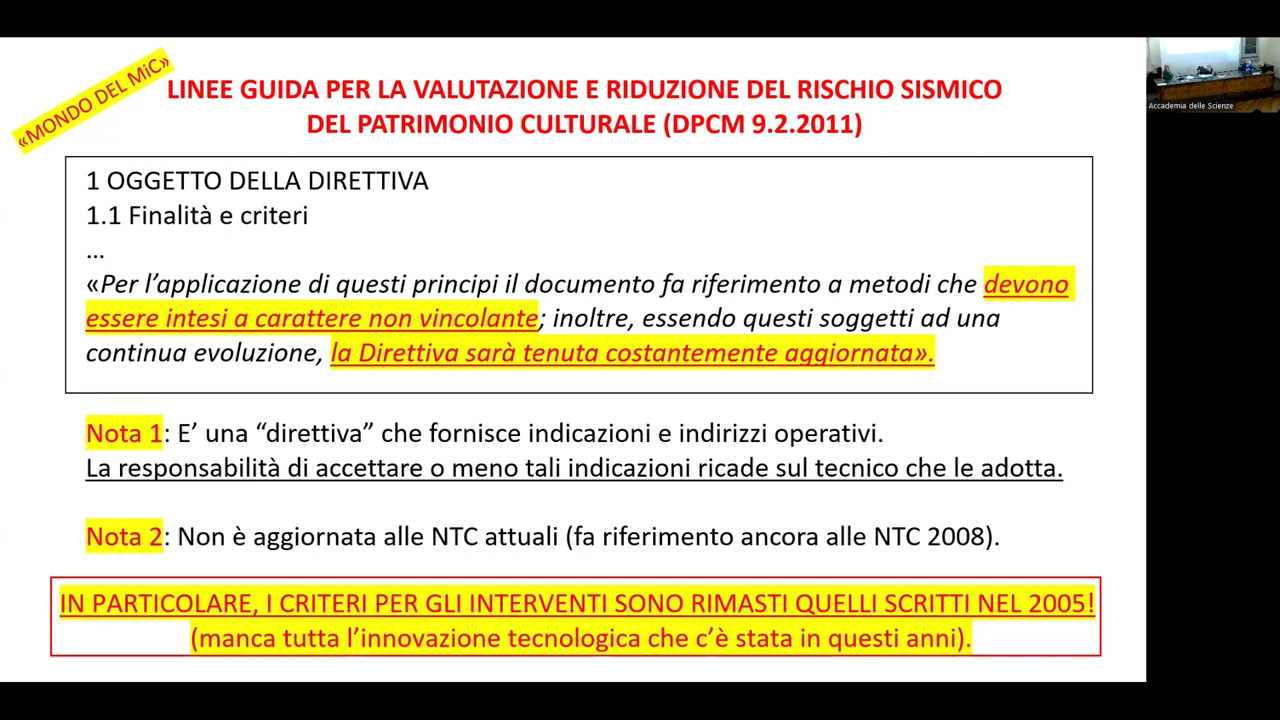 «MONDO DEL MiC»
LINEE GUIDA PER LA VALUTAZIONE E RIDUZIONE DEL RISCHIO SISMICO
DEL PATRIMONIO CULTURALE (DPCM 9.2.2011)
1 OGGETTO DELLA DIRETTIVA
1.1 Finalità e criteri
...
«Per l’applicazione di questi principi il documento fa riferimento a metodi che devono
essere intesi a carattere non vincolante; inoltre, essendo questi soggetti ad una
continua evoluzione, la Direttiva sarà tenuta costantemente aggiornata».
Nota 1: E’ una “direttiva” che fornisce indicazioni e indirizzi operativi.
La responsabilità di accettare o meno tali indicazioni ricade sul tecnico che le adotta.
Nota 2: Non è aggiornata alle NTC attuali (fa riferimento ancora alle NTC 2008).
IN PARTICOLARE, I CRITERI PER GLI INTERVENTI SONO RIMASTI QUELLI SCRITTI NEL 2005!
(manca tutta l’innovazione tecnologica che c’è stata in questi anni).
Accademia delle Scienze